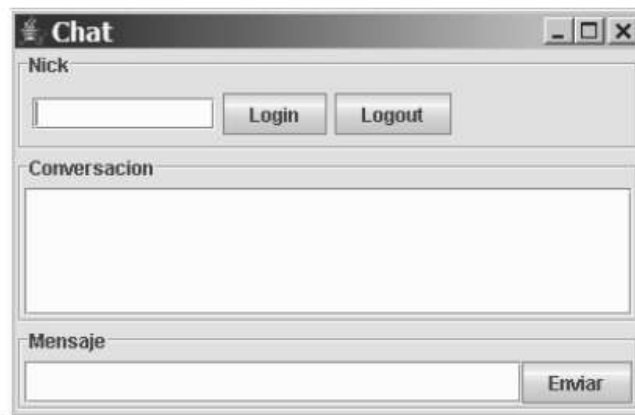 Chat
Nick
Login Logout
Conversacion
Mensaje
Enviar